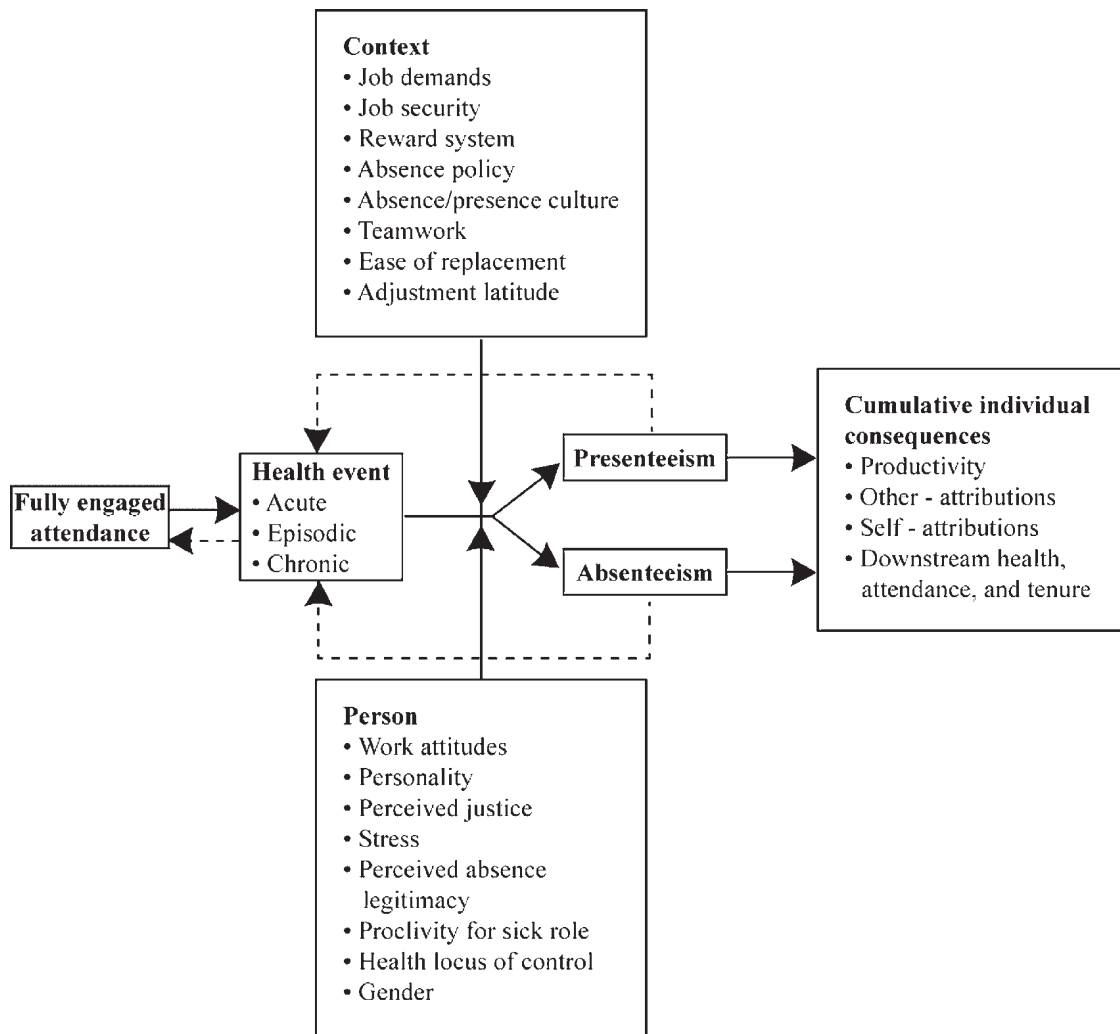 Context
• Job demands
• Job security
• Reward system
• Absence policy
• Absence/presence culture
• Teamwork
• Ease of replacement
• Adjustment latitude
Fully engaged
attendance
Health event
• Acute
• Episodic
• Chronic
Presenteeism
Absenteeism
Cumulative individual
consequences
• Productivity
• Other - attributions
• Self - attributions
• Downstream health,
attendance, and tenure
Person
• Work attitudes
• Personality
• Perceived justice
• Stress
• Perceived absence
legitimacy
• Proclivity for sick role
• Health locus of control
• Gender